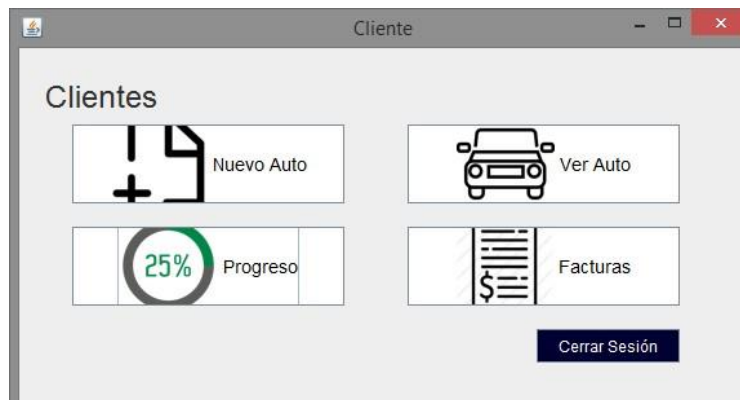 Cliente
Clientes
Nuevo Auto
Ver Auto
25%
Progreso
$
Facturas
Cerrar Sesión